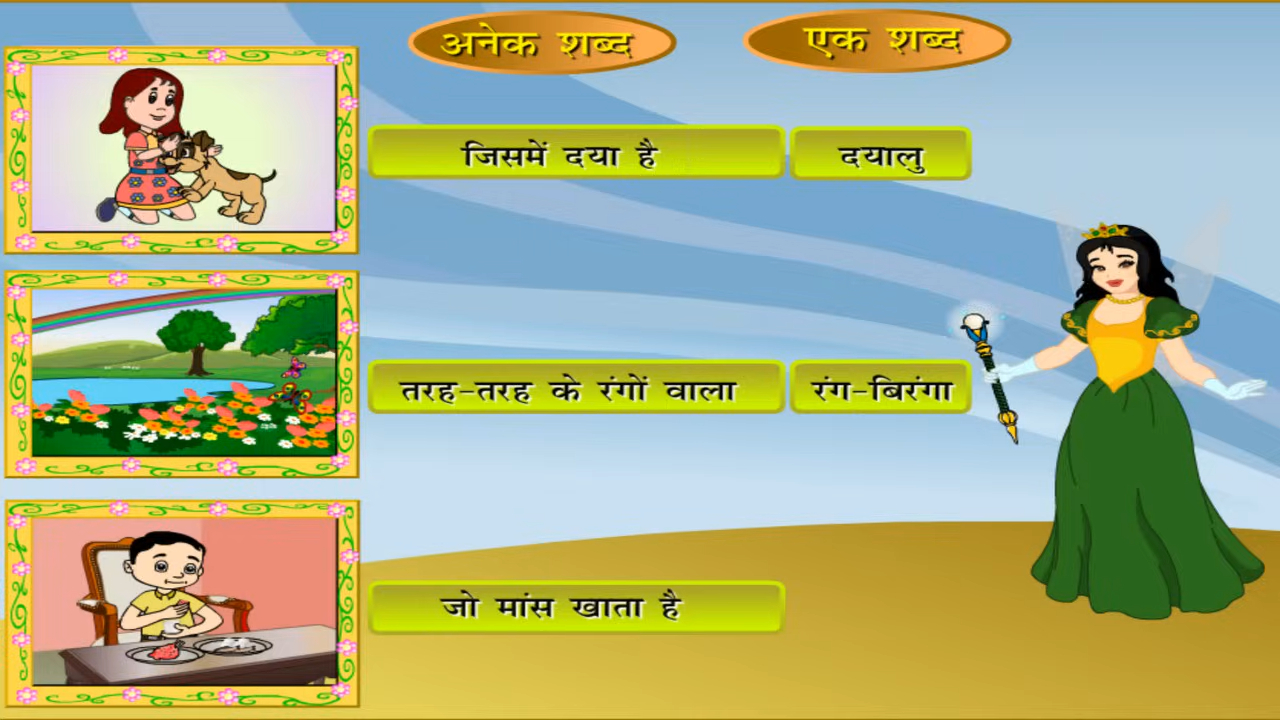 अनेक शब्द एक शब्द
जिसमें दया है दयालु
तरह-तरह के रंगों वाला रंग-बिरंगा
जो मांस खाता है